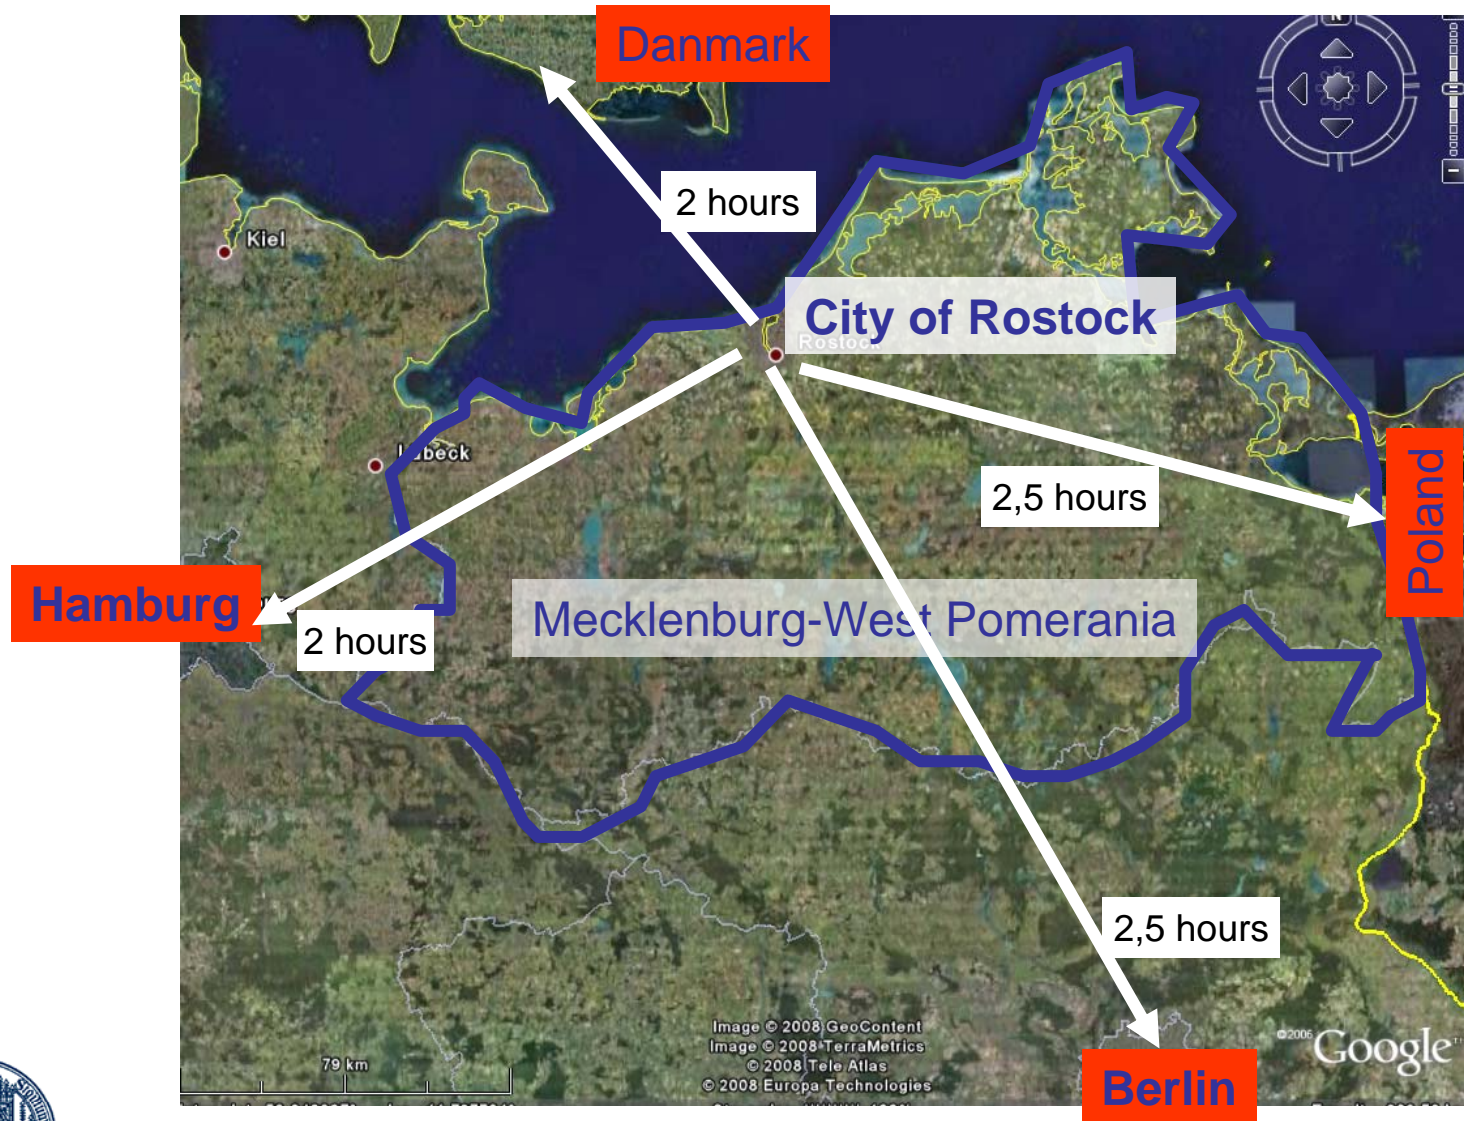 Danmark
N
2 hours
Kiel
City of Rostock
Rostock
Lübeck
2,5 hours
Poland
Hamburg
2 hours
Mecklenburg-West Pomerania
2,5 hours
Image © 2008 GeoContent
Image © 2008 TerraMetrics
© 2008 Tele Atlas
© 2008 Europa Technologies
©2006 Google
79 km
Berlin